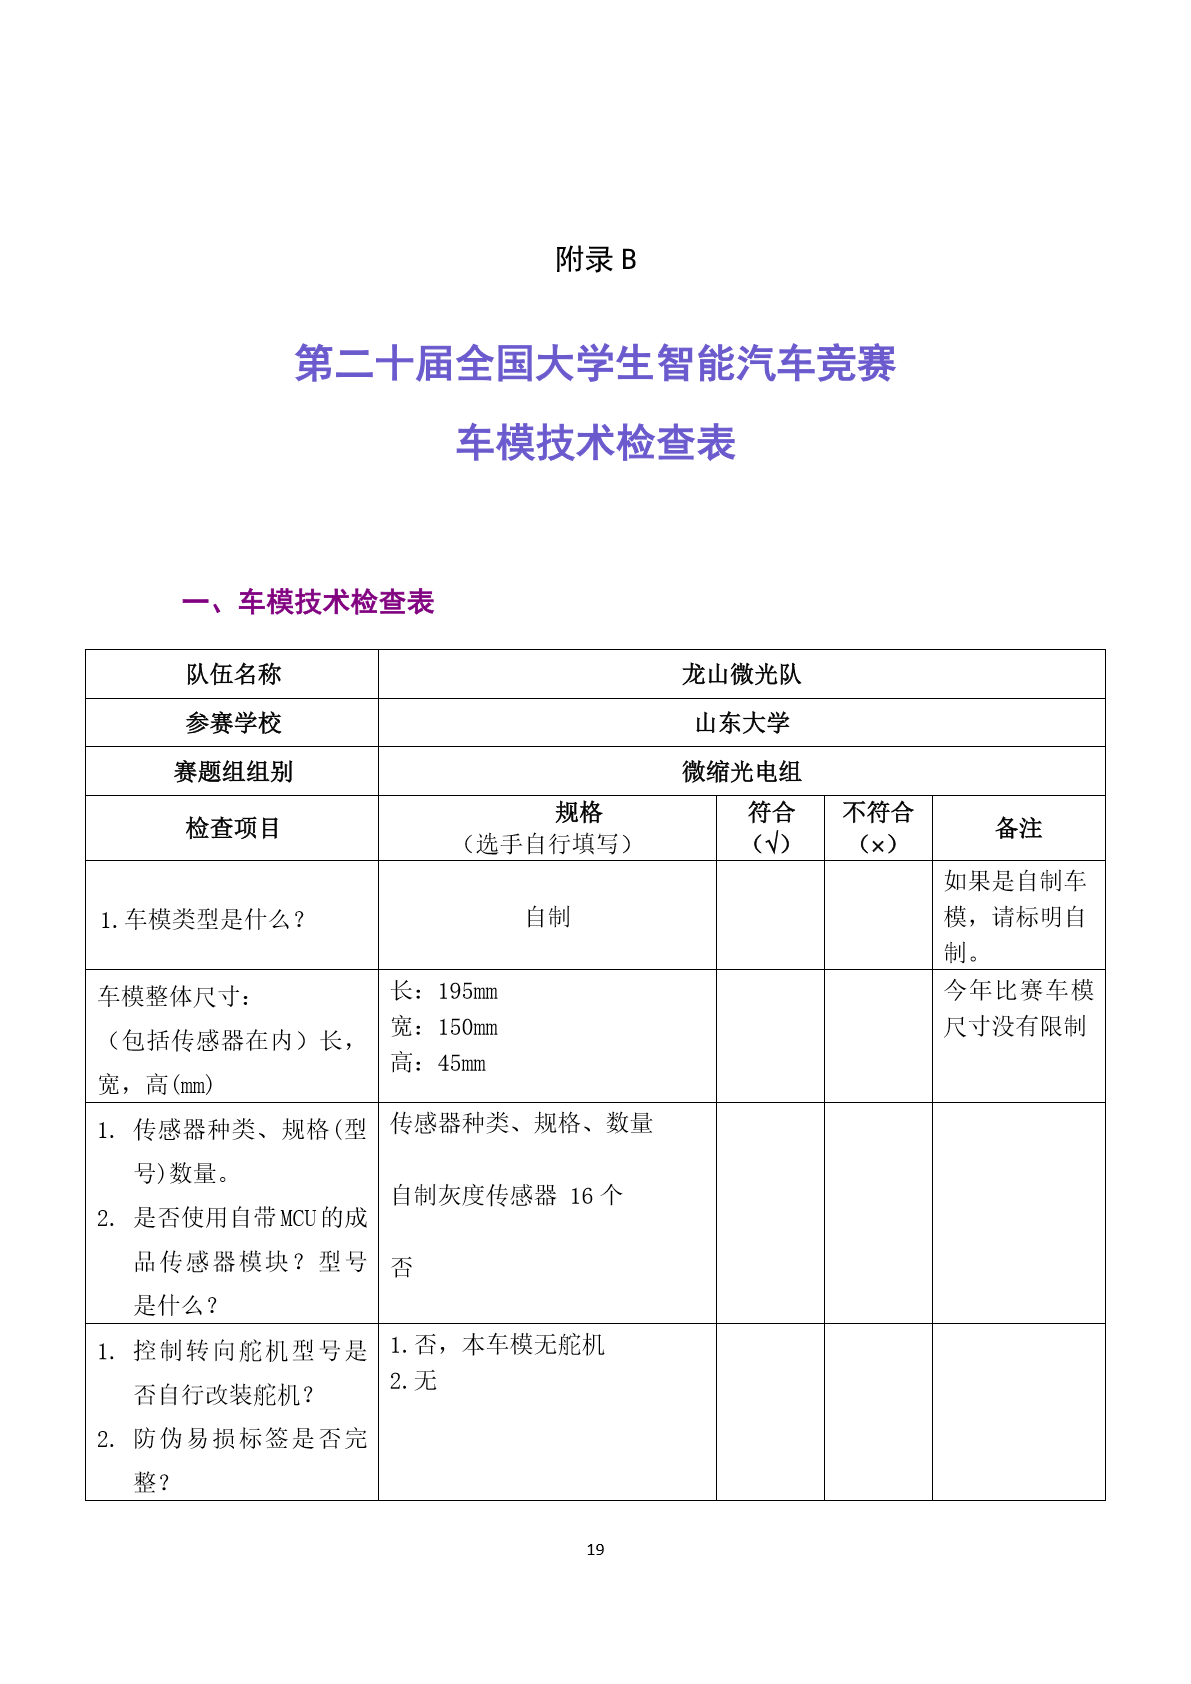 附录 B
第二十届全国大学生智能汽车竞赛
车模技术检查表
一、车模技术检查表
队伍名称
龙山微光队
参赛学校
山东大学
赛题组组别
微缩光电组
检查项目
规格
（选手自行填写）
符合
（√）
不符合
（×）
备注
1.车模类型是什么？
自制
如果是自制车
模，请标明自
制。
车模整体尺寸：
（包括传感器在内）长，
宽，高(mm)
长：195mm
宽：150mm
高：45mm
今年比赛车模
尺寸没有限制
1. 传感器种类、规格(型
号)数量。
2. 是否使用自带MCU的成
品传感器模块？型号
是什么？
传感器种类、规格、数量
自制灰度传感器 16 个
否
1. 控制转向舵机型号是
否自行改装舵机？
2. 防伪易损标签是否完
整？
1.否，本车模无舵机
2.无
19